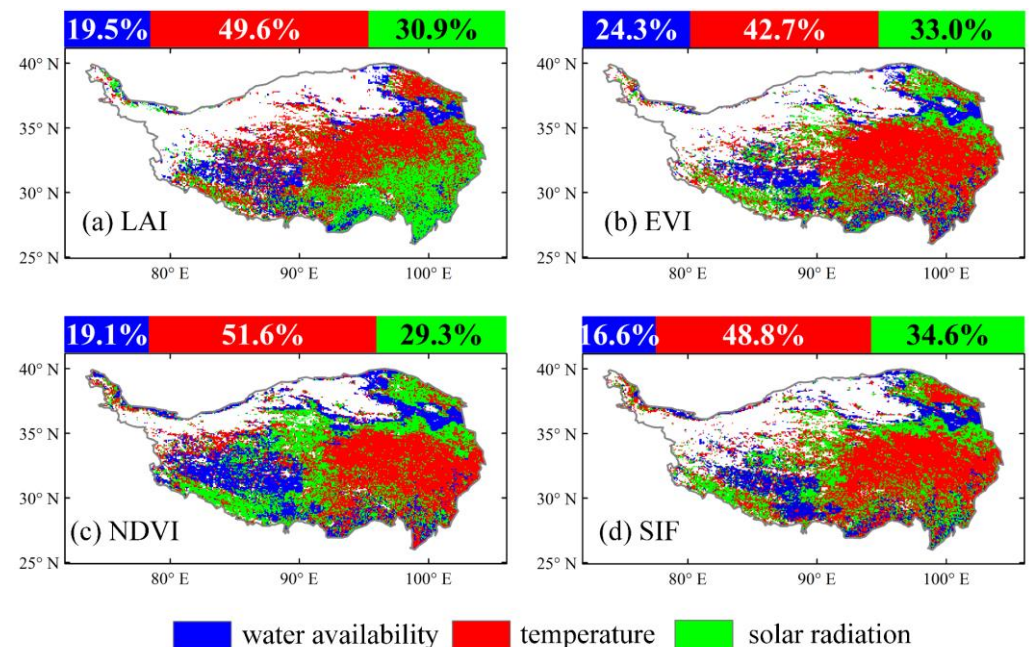 19.5% 49.6% 30.9% 24.3% 42.7% 33.0%
40° N 40° N
35° N 35° N
30° N 30° N
(a) LAI (b) EVI
25° N 25° N
80° E 90° E 100° E 80° E 90° E 100° E
19.1% 51.6% 29.3% 16.6% 48.8% 34.6%
40° N 40° N
35° N 35° N
30° N 30° N
(c) NDVI (d) SIF
25° N 25° N
80° E 90° E 100° E 80° E 90° E 100° E
water availability temperature solar radiation